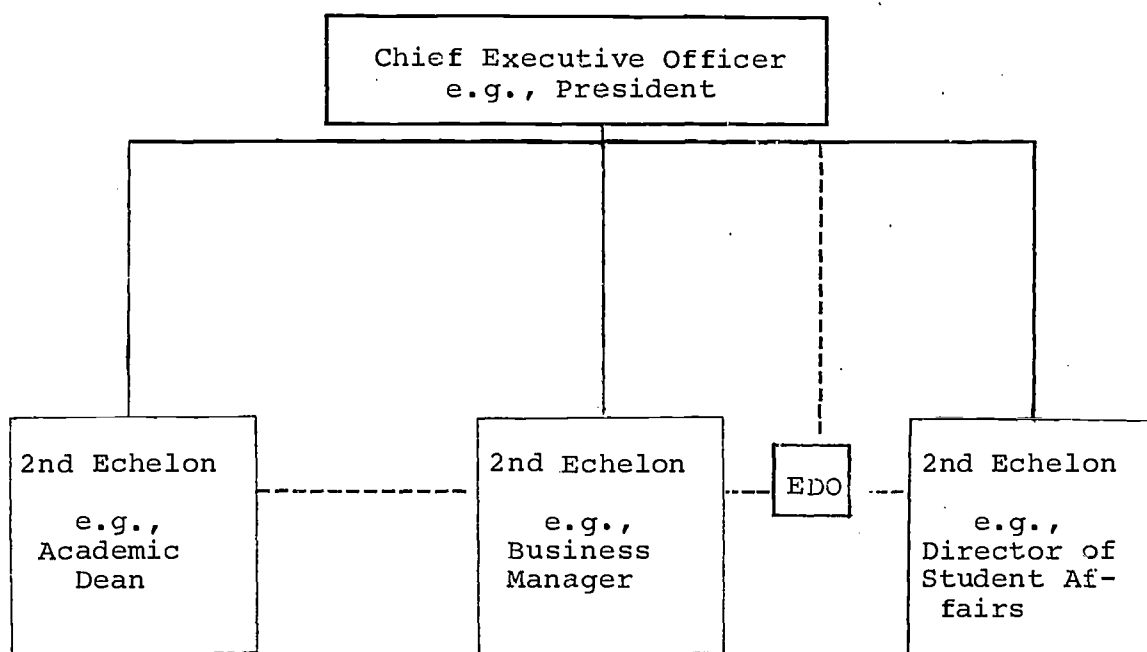 Chief Executive Officer
e.g., President
2nd Echelon
e.g.,
Academic
Dean
2nd Echelon
e.g.,
Business
Manager
EDO
2nd Echelon
e.g.,
Director of
Student Af-
fairs